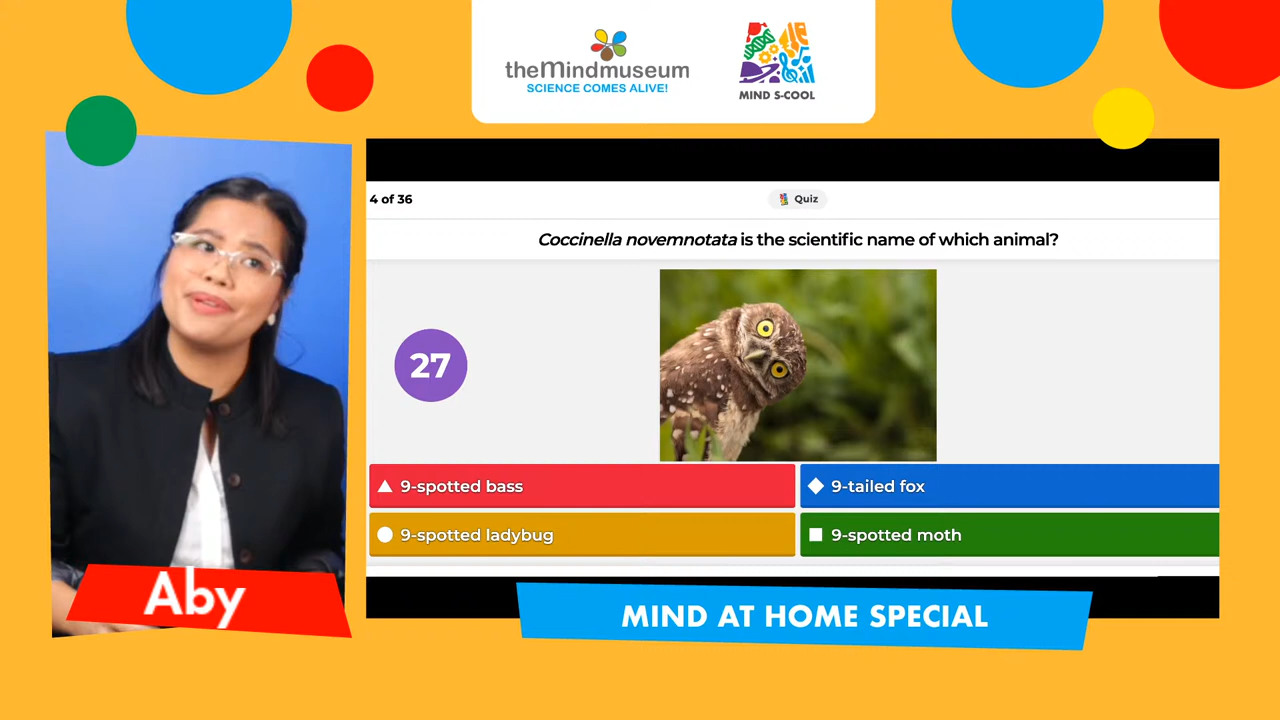 theMindmuseum
SCIENCE COMES ALIVE!
MIND S-COOL
4 of 36
Quiz
Coccinella novemnotata is the scientific name of which animal?
27
9-spotted bass
9-tailed fox
9-spotted ladybug
9-spotted moth
Aby
MIND AT HOME SPECIAL